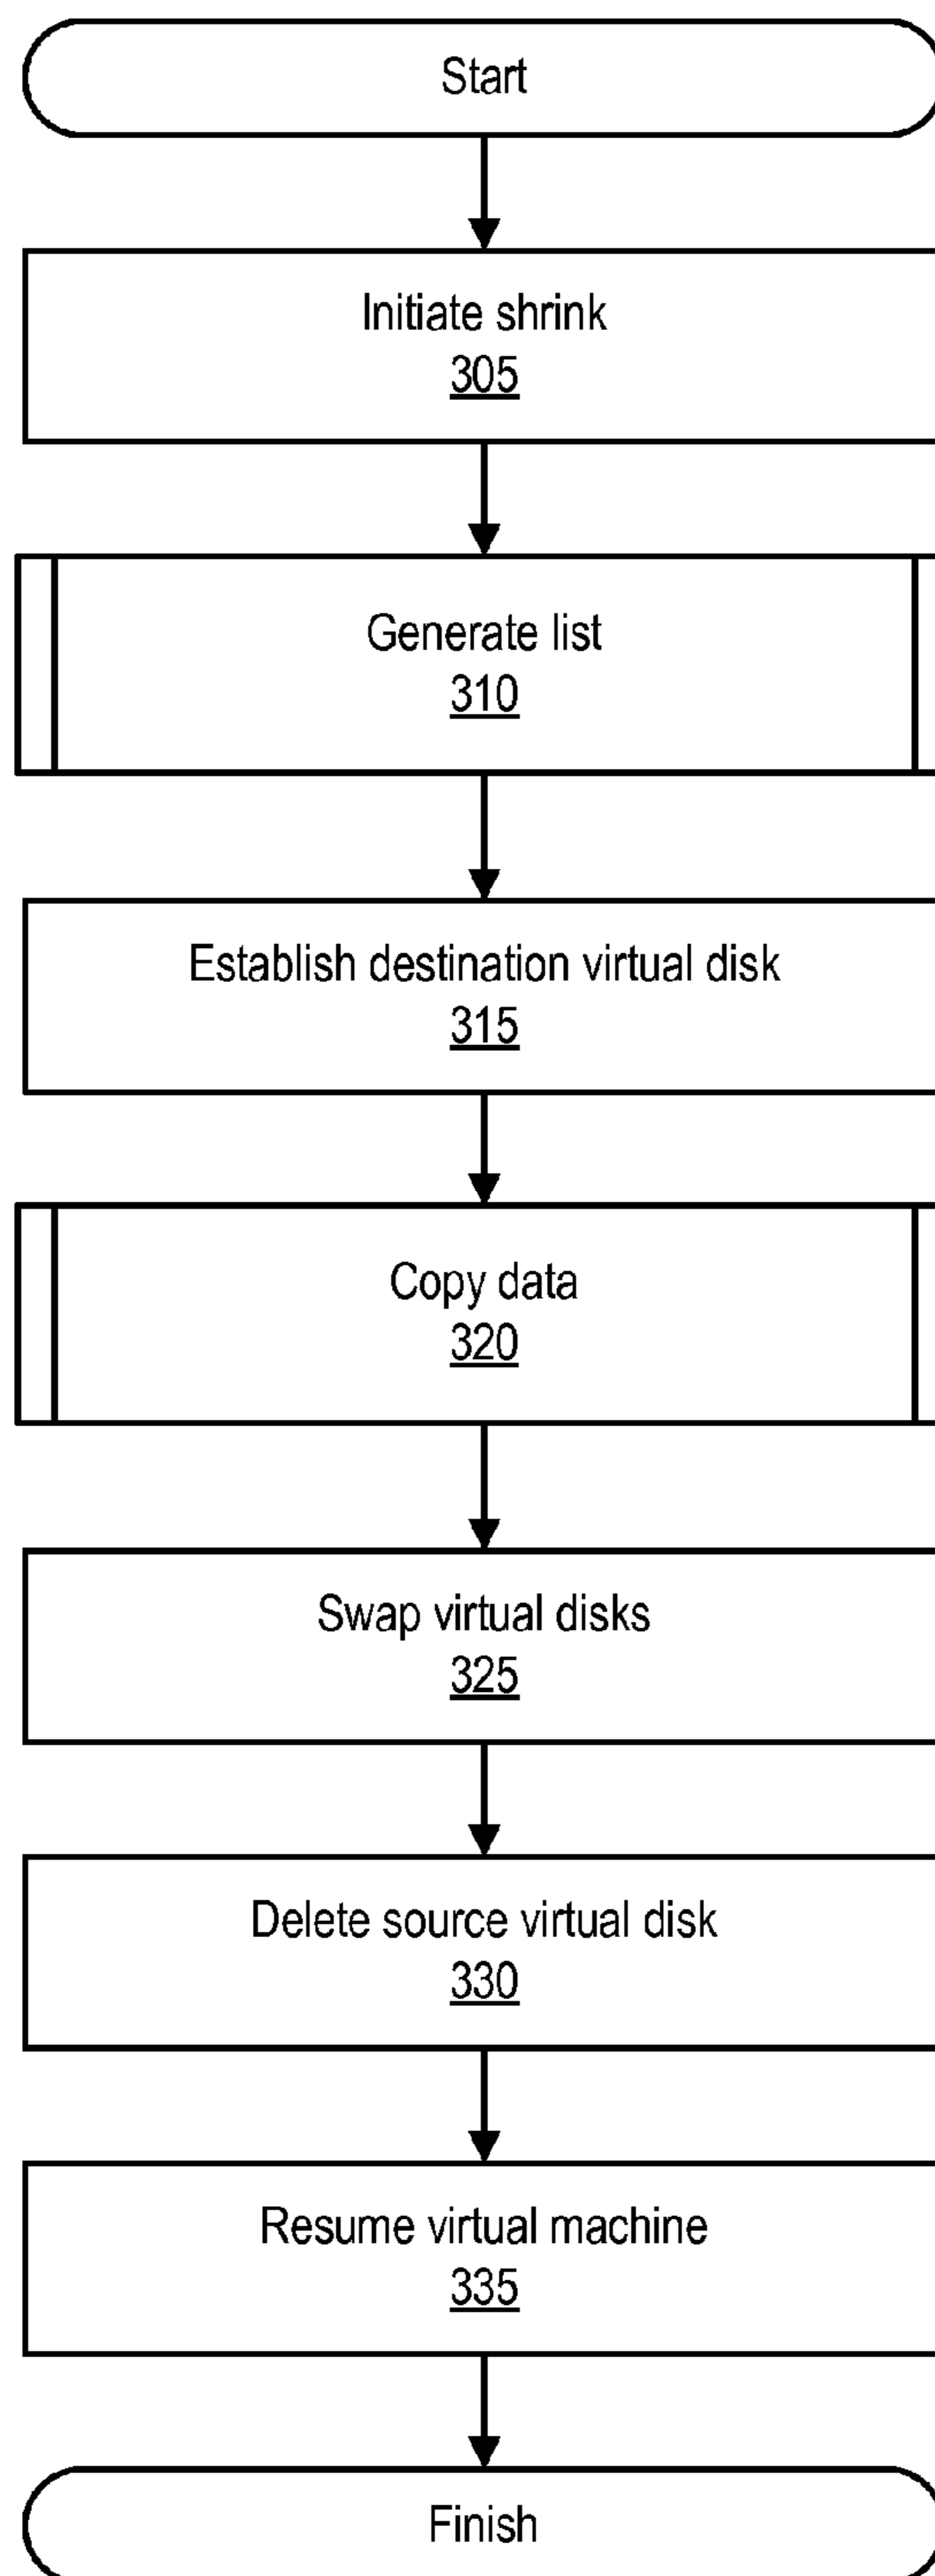 Start
Initiate shrink
305
Generate list
310
Establish destination virtual disk
315
Copy data
320
Swap virtual disks
325
Delete source virtual disk
330
Resume virtual machine
335
Finish